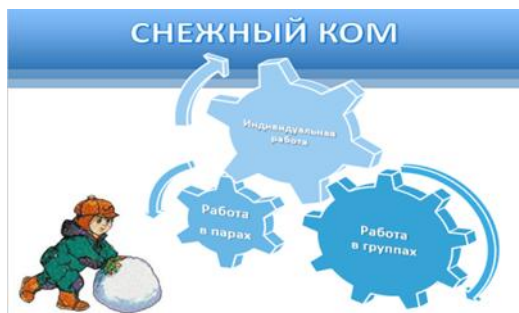 СНЕЖНЫЙ КОМ
Индивидуальная
работа
Работа
в парах
Работа
в группах